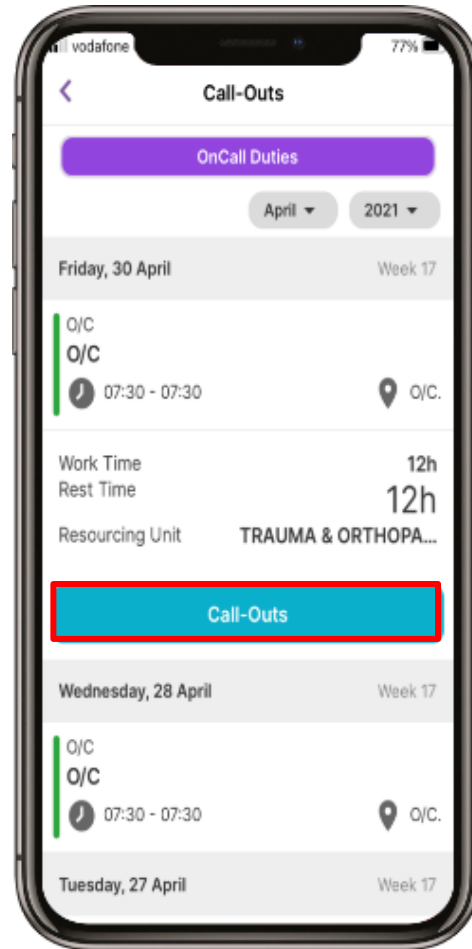 vodafone
77%
Call-Outs
OnCall Duties
April 2021
Friday, 30 April Week 17
O/C
O/C
07:30 - 07:30 O/C.
Work Time 12h
Rest Time 12h
Resourcing Unit TRAUMA & ORTHOPA...
Call-Outs
Wednesday, 28 April Week 17
O/C
O/C
07:30 - 07:30 O/C.
Tuesday, 27 April Week 17